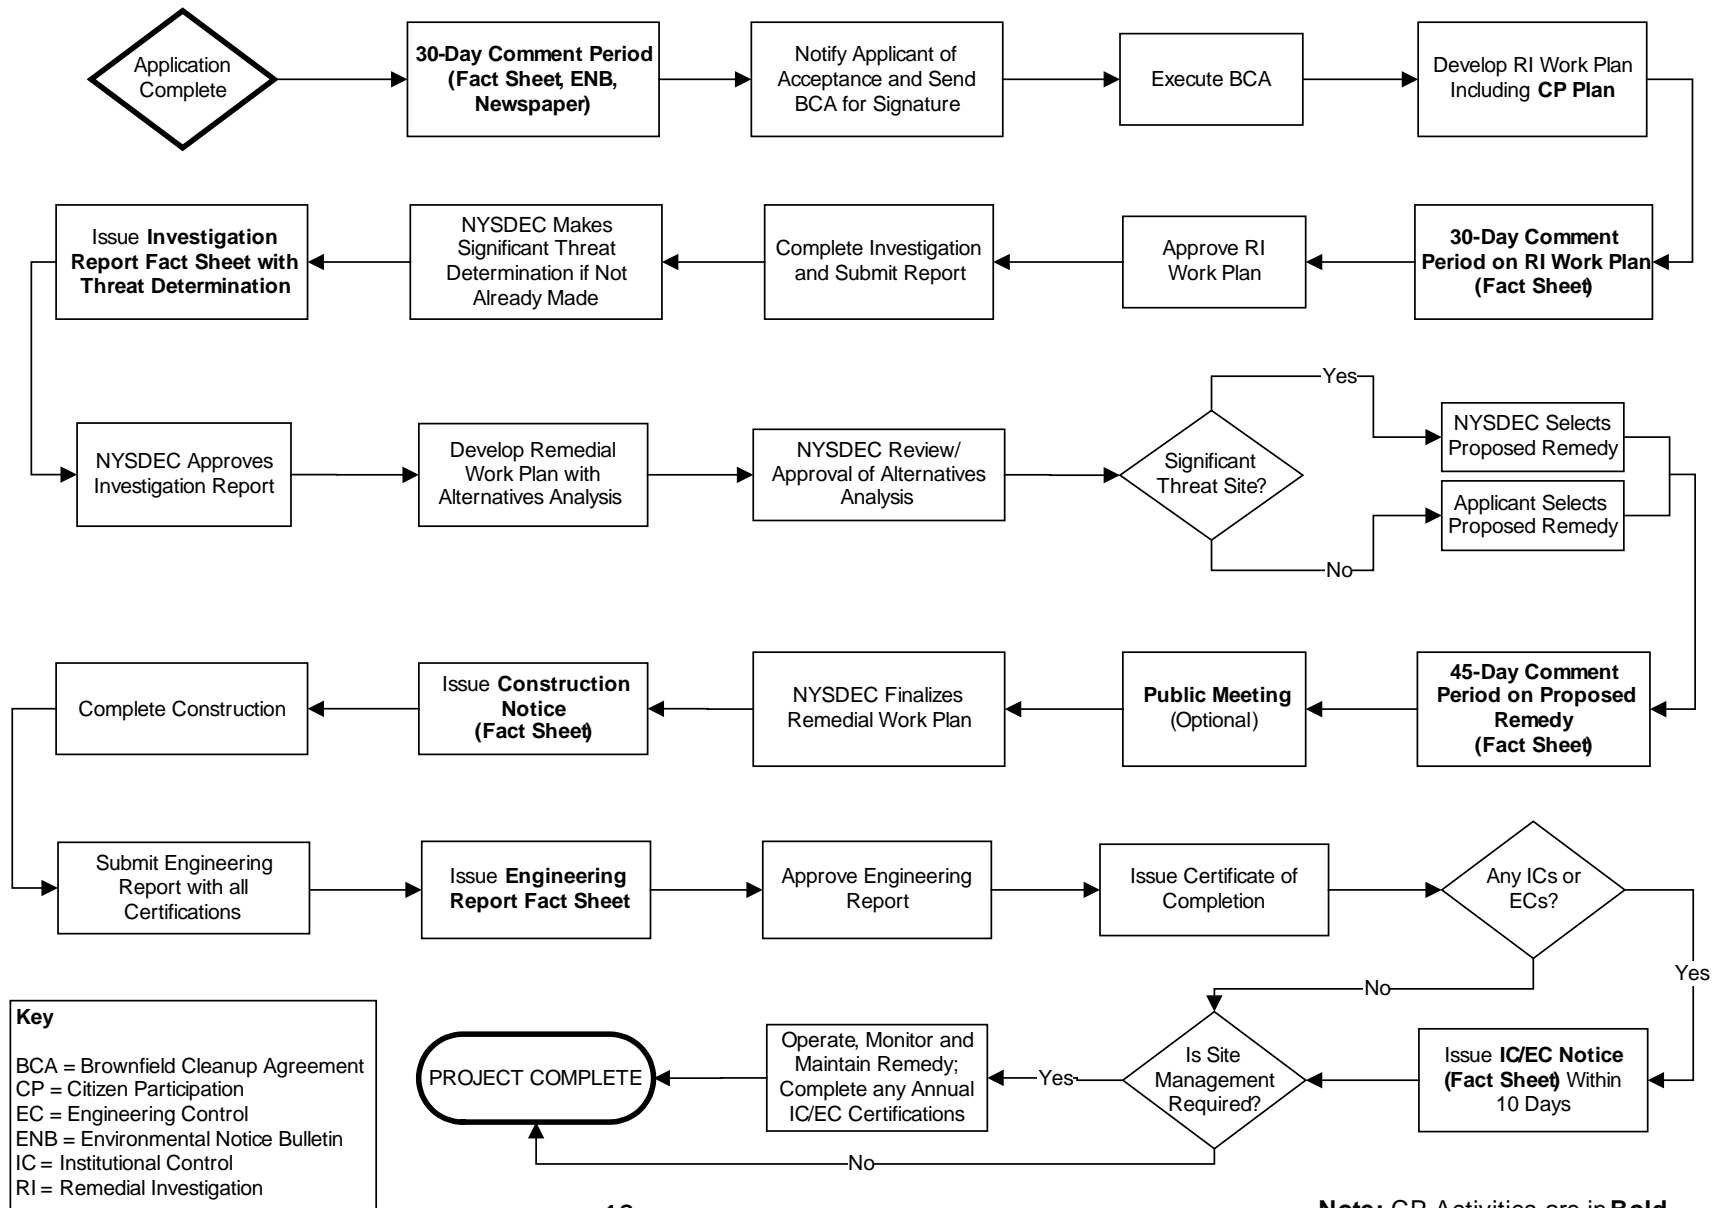 Application
Complete
30-Day Comment Period
(Fact Sheet, ENB,
Newspaper)
Notify Applicant of
Acceptance and Send
BCA for Signature
Execute BCA
Develop RI Work Plan
Including CP Plan
Issue Investigation
Report Fact Sheet with
Threat Determination
NYSDEC Makes
Significant Threat
Determination if Not
Already Made
Complete Investigation
and Submit Report
Approve RI
Work Plan
30-Day Comment
Period on RI Work Plan
(Fact Sheet)
NYSDEC Approves
Investigation Report
Develop Remedial
Work Plan with
Alternatives Analysis
NYSDEC Review/
Approval of Alternatives
Analysis
Significant
Threat Site?
Yes
No
NYSDEC Selects
Proposed Remedy
Applicant Selects
Proposed Remedy
Complete Construction
Issue Construction
Notice
(Fact Sheet)
NYSDEC Finalizes
Remedial Work Plan
Public Meeting
(Optional)
45-Day Comment
Period on Proposed
Remedy
(Fact Sheet)
Submit Engineering
Report with all
Certifications
Issue Engineering
Report Fact Sheet
Approve Engineering
Report
Issue Certificate of
Completion
Any ICs or
ECs?
Yes
No
Key
BCA = Brownfield Cleanup Agreement
CP = Citizen Participation
EC = Engineering Control
ENB = Environmental Notice Bulletin
IC = Institutional Control
RI = Remedial Investigation
PROJECT COMPLETE
Operate, Monitor and
Maintain Remedy;
Complete any Annual
IC/EC Certifications
Yes
Is Site
Management
Required?
Issue IC/EC Notice
(Fact Sheet) Within
10 Days
No
Note: CP Activities are in Bold